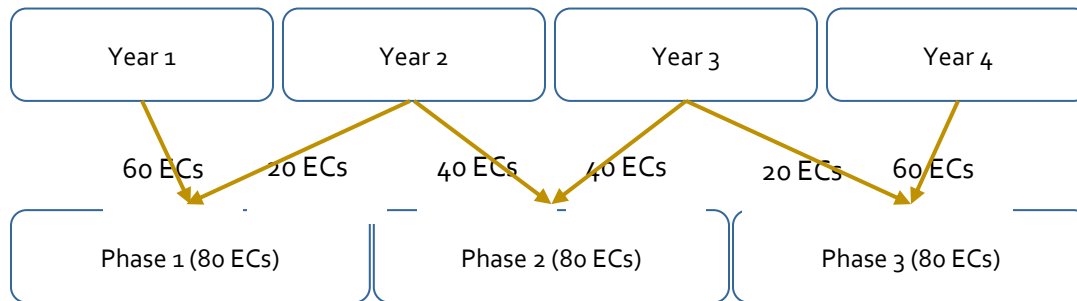 Year 1
Year 2
Year 3
Year 4
60 ECs
20 ECs
40 ECs
40 ECs
20 ECs
60 ECs
Phase 1 (80 ECs)
Phase 2 (80 ECs)
Phase 3 (80 ECs)